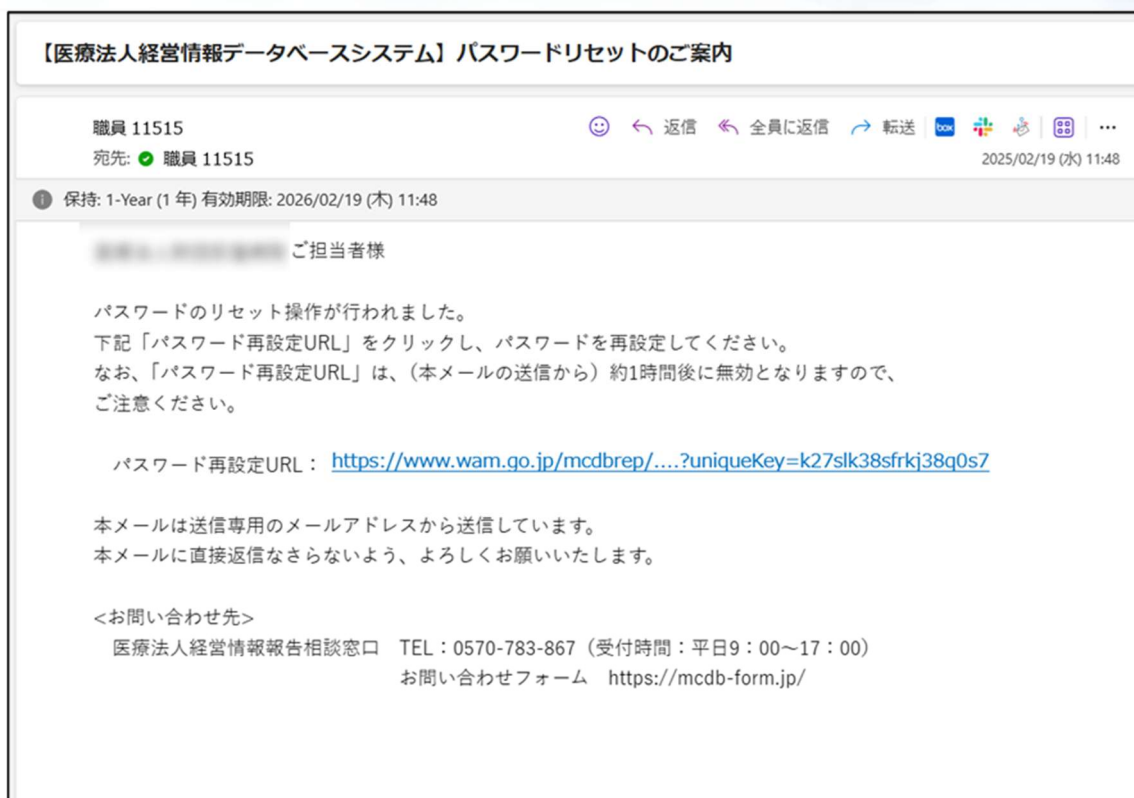 【医療法人経営情報データベースシステム】パスワードリセットのご案内
職員 11515
返信 全員に返信 転送 box
宛先: 職員 11515
2025/02/19 (水) 11:48
保持: 1-Year (1 年) 有効期限: 2026/02/19 (木) 11:48
ご担当者様
パスワードのリセット操作が行われました。
下記「パスワード再設定URL」をクリックし、パスワードを再設定してください。
なお、「パスワード再設定URL」は、（本メールの送信から）約1時間後に無効となりますので、
ご注意ください。
パスワード再設定URL： https://www.wam.go.jp/mcdbrep/....?uniqueKey=k27slk38sfrkj38q0s7
本メールは送信専用のメールアドレスから送信しています。
本メールに直接返信なさらないよう、よろしくお願いいたします。
<お問い合わせ先>
医療法人経営情報報告相談窓口 TEL：0570-783-867（受付時間：平日9：00～17：00）
お問い合わせフォーム https://mcdb-form.jp/